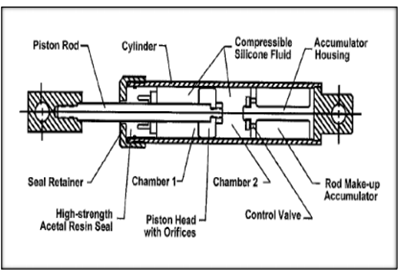 Piston Rod
Cylinder
Compressible
Silicone Fluid
Accumulator
Housing
Seal Retainer
Chamber 1
Chamber 2
Rod Make-up
Accumulator
High-strength
Acetal Resin Seal
Piston Head
with Orifices
Control Valve